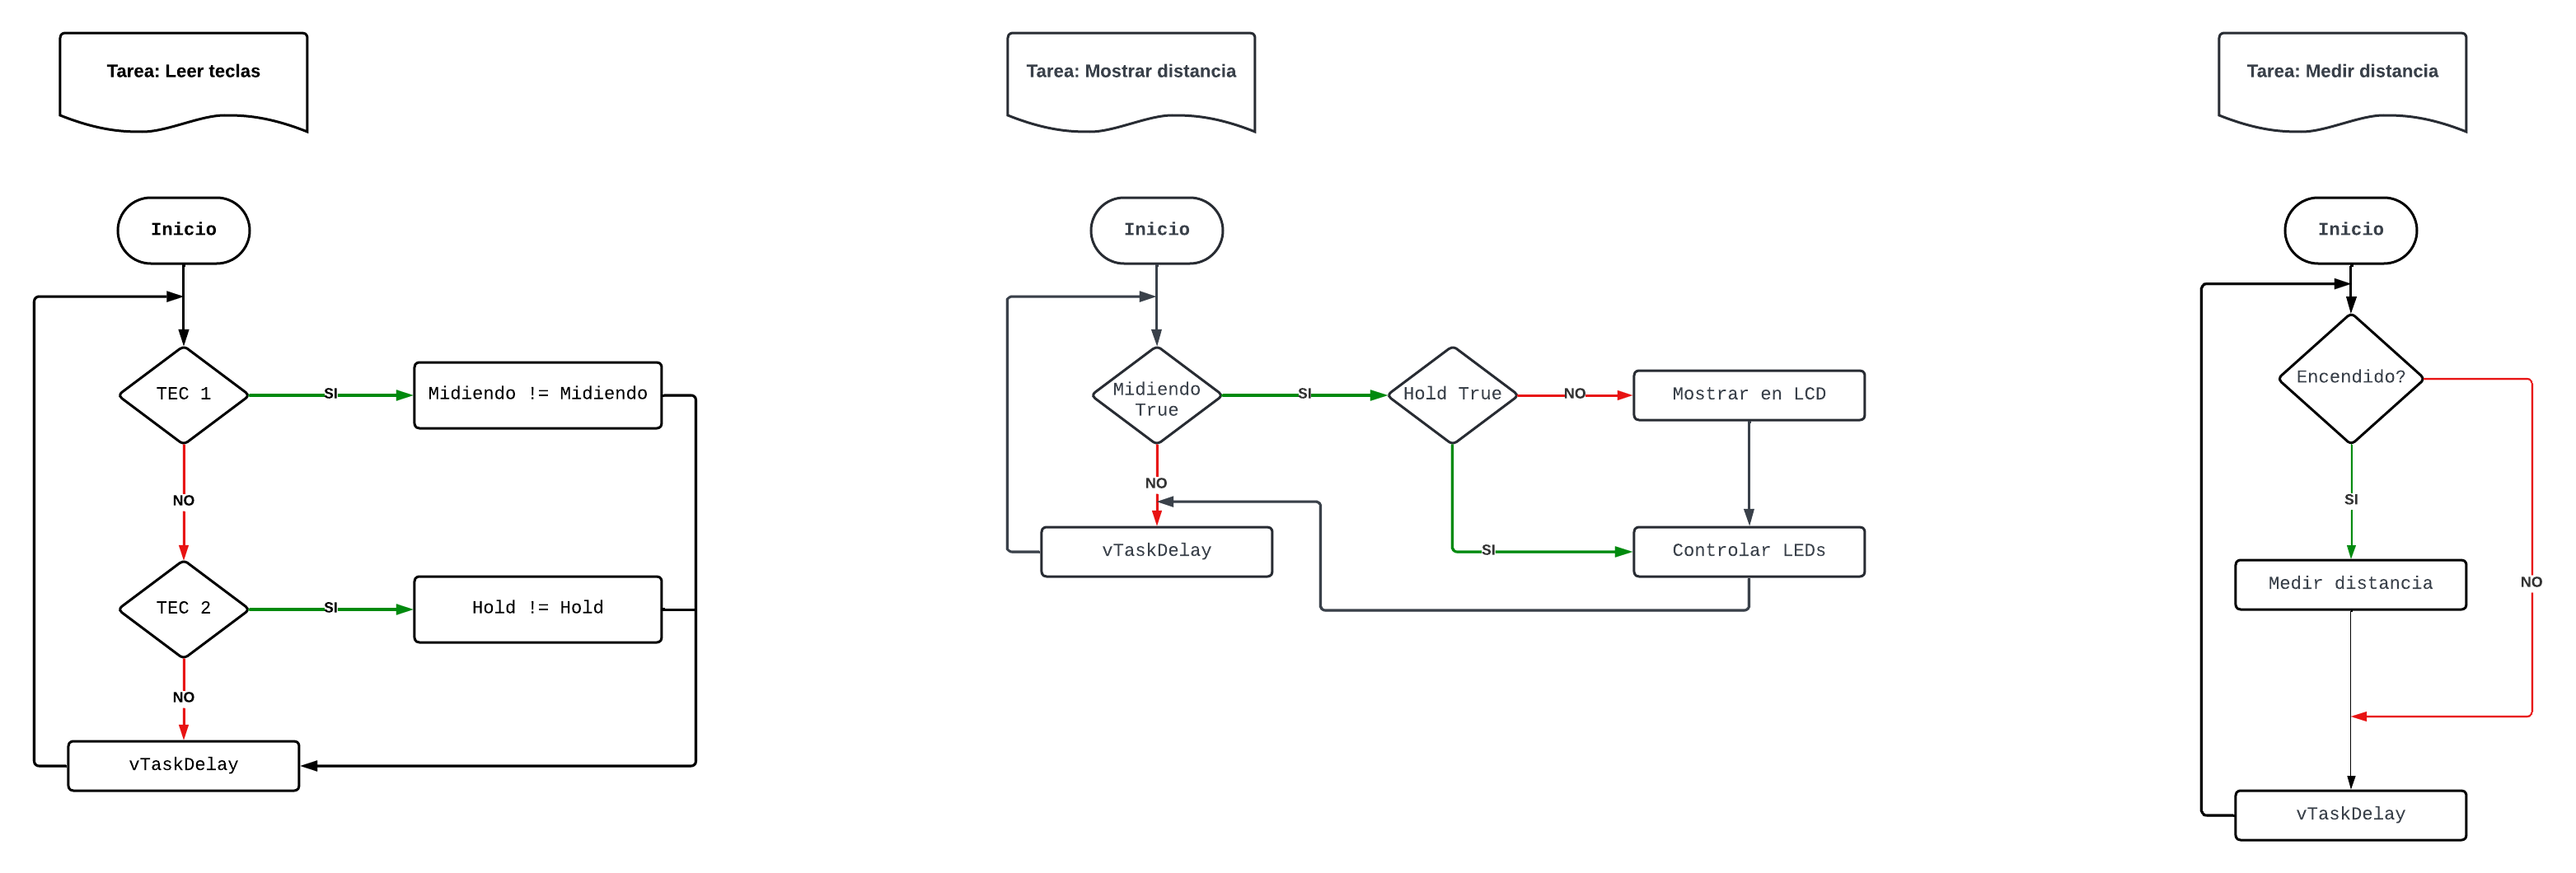 Tarea: Leer teclas
Inicio
TEC 1
SI
Midiendo != Midiendo
NO
TEC 2
SI
Hold != Hold
NO
vTaskDelay
Tarea: Mostrar distancia
Inicio
Midiendo
True
SI
Hold True
NO
Mostrar en LCD
NO
vTaskDelay
SI
Controlar LEDs
Tarea: Medir distancia
Inicio
Encendido?
SI
Medir distancia
NO
vTaskDelay